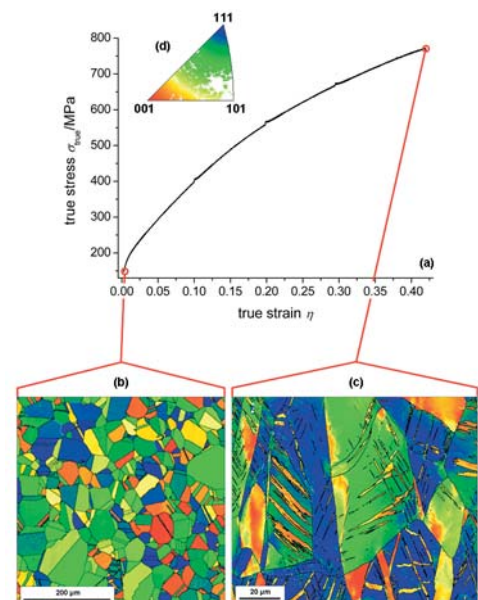 111
(d)
001
101
800
700
600
500
400
300
200
true stress σtrue/MPa
(a)
0.00 0.05 0.10 0.15 0.20 0.25 0.30 0.35 0.40
true strain η
(b)
(c)
200 µm
20 µm